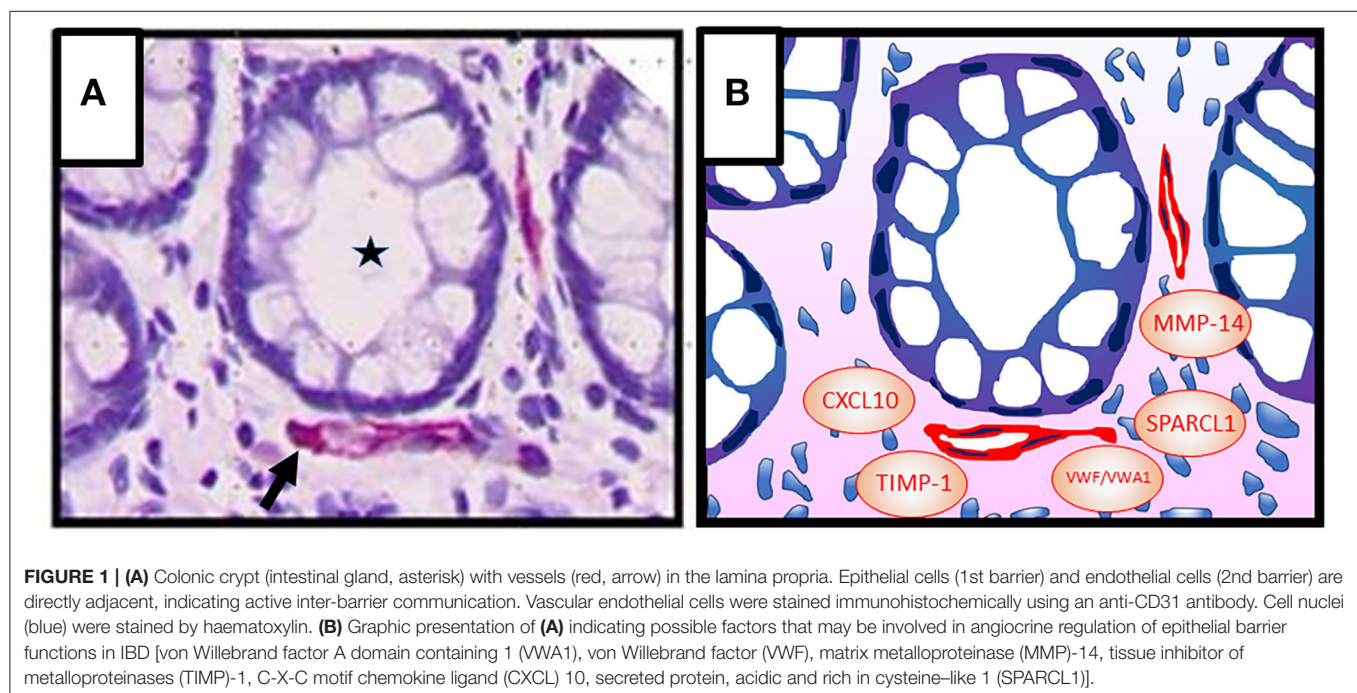 A
B
MMP-14
CXCL10
SPARCL1
TIMP-1
VWF/VWA1
FIGURE 1 | (A) Colonic crypt (intestinal gland, asterisk) with vessels (red, arrow) in the lamina propria. Epithelial cells (1st barrier) and endothelial cells (2nd barrier) are
directly adjacent, indicating active inter-barrier communication. Vascular endothelial cells were stained immunohistochemically using an anti-CD31 antibody. Cell nuclei
(blue) were stained by haematoxylin. (B) Graphic presentation of (A) indicating possible factors that may be involved in angiocrine regulation of epithelial barrier
functions in IBD [von Willebrand factor A domain containing 1 (VWA1), von Willebrand factor (VWF), matrix metalloproteinase (MMP)-14, tissue inhibitor of
metalloproteinases (TIMP)-1, C-X-C motif chemokine ligand (CXCL) 10, secreted protein, acidic and rich in cysteine–like 1 (SPARCL1)].